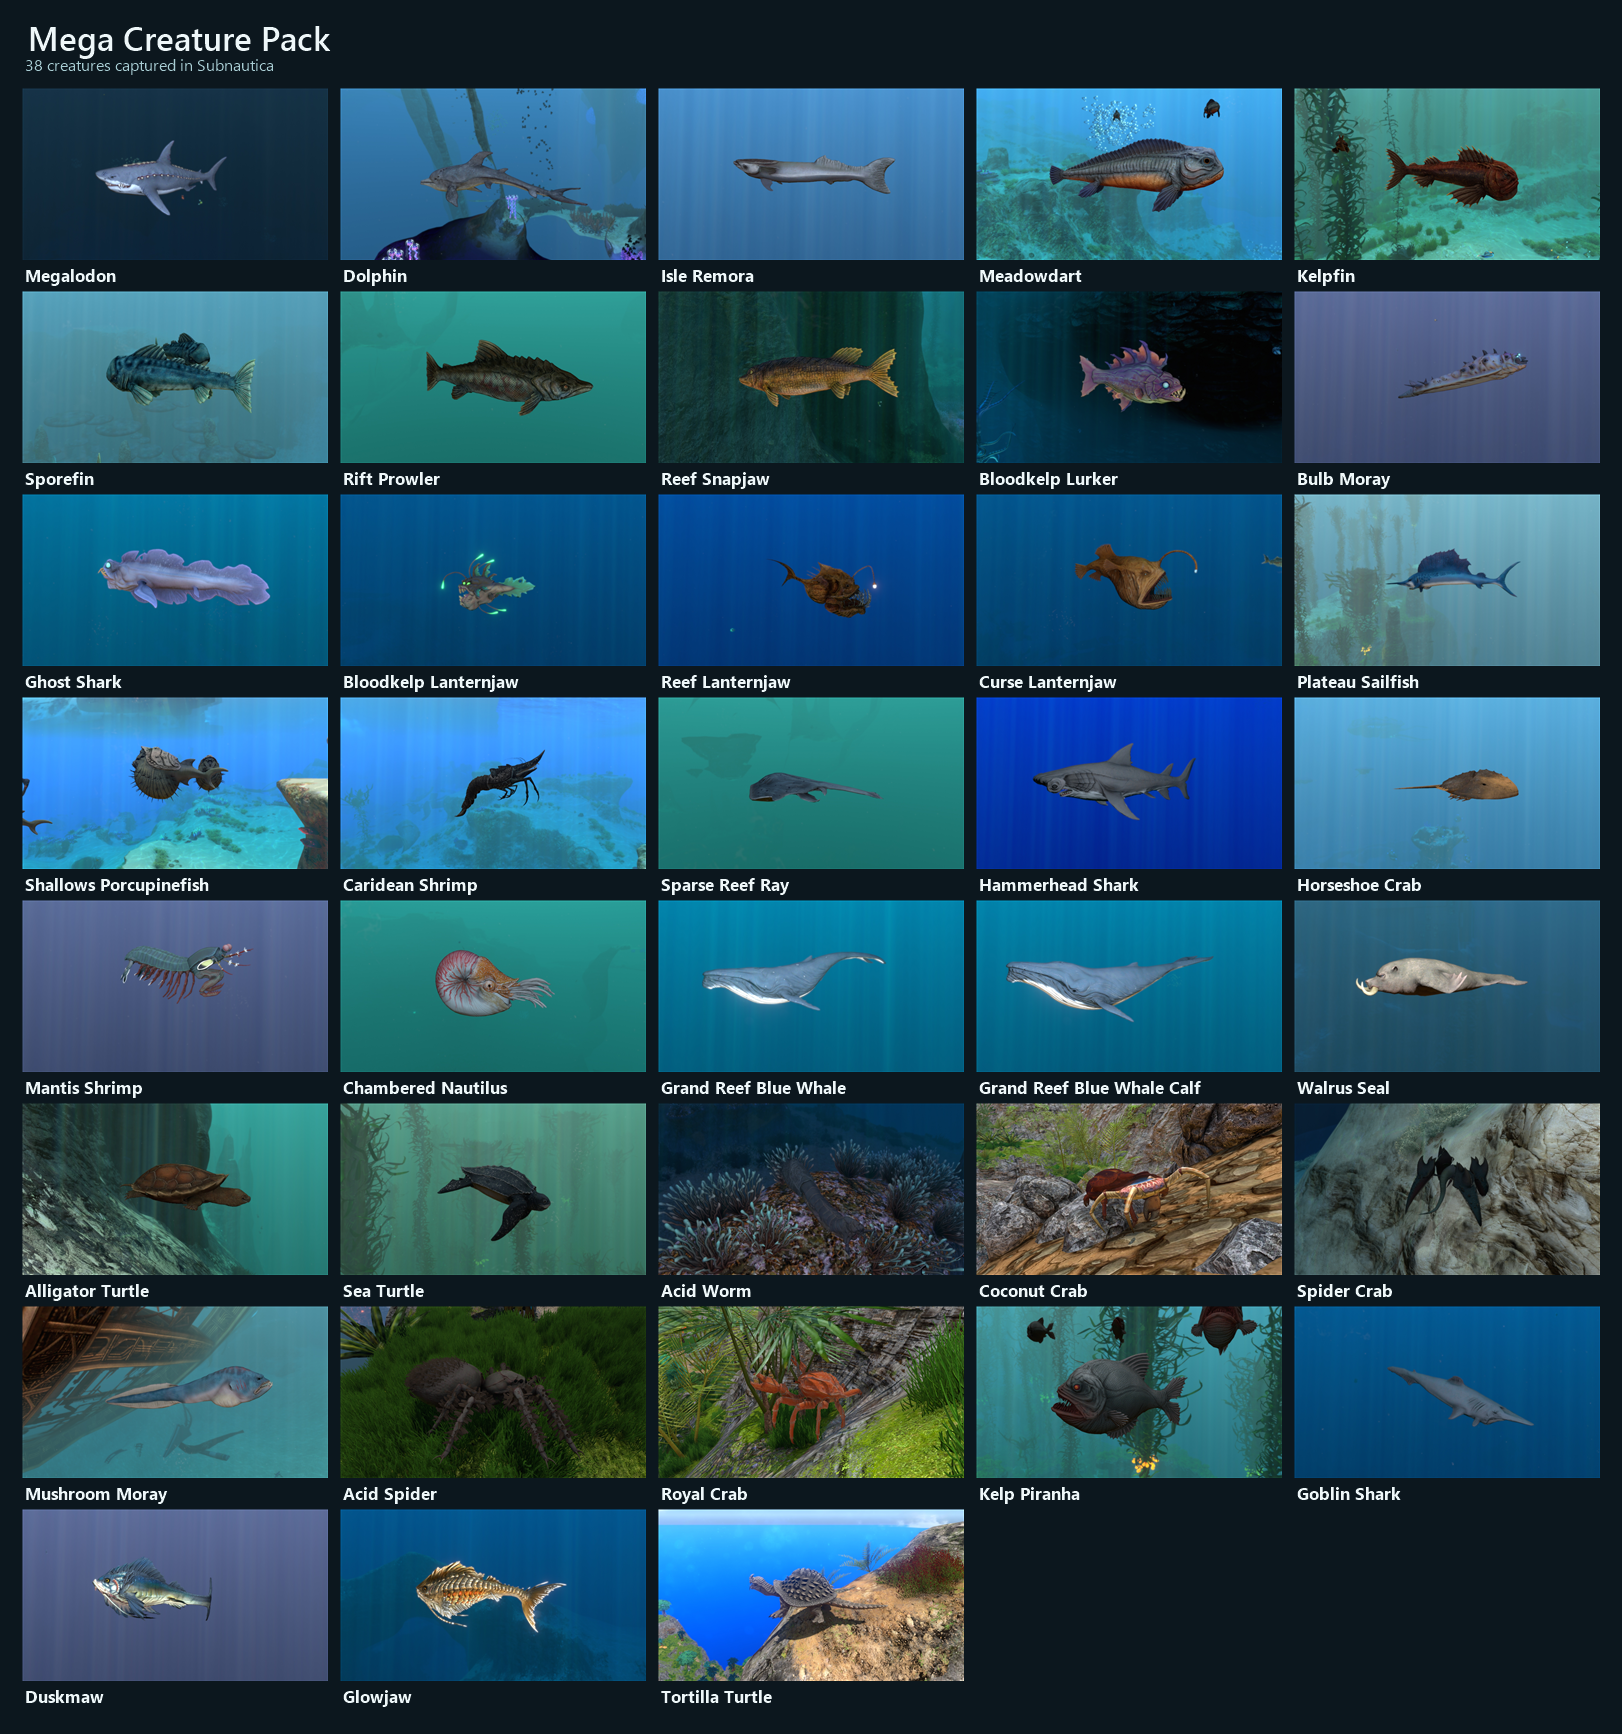 Mega Creature Pack
38 creatures captured in Subnautica
Megalodon
Dolphin
Isle Remora
Meadowdart
Kelpfin
Sporefin
Rift Prowler
Reef Snapjaw
Bloodkelp Lurker
Bulb Moray
Ghost Shark
Bloodkelp Lanternjaw
Reef Lanternjaw
Curse Lanternjaw
Plateau Sailfish
Shallows Porcupinefish
Caridean Shrimp
Sparse Reef Ray
Hammerhead Shark
Horseshoe Crab
Mantis Shrimp
Chambered Nautilus
Grand Reef Blue Whale
Grand Reef Blue Whale Calf
Walrus Seal
Alligator Turtle
Sea Turtle
Acid Worm
Coconut Crab
Spider Crab
Mushroom Moray
Acid Spider
Royal Crab
Kelp Piranha
Goblin Shark
Duskmaw
Glowjaw
Tortilla Turtle